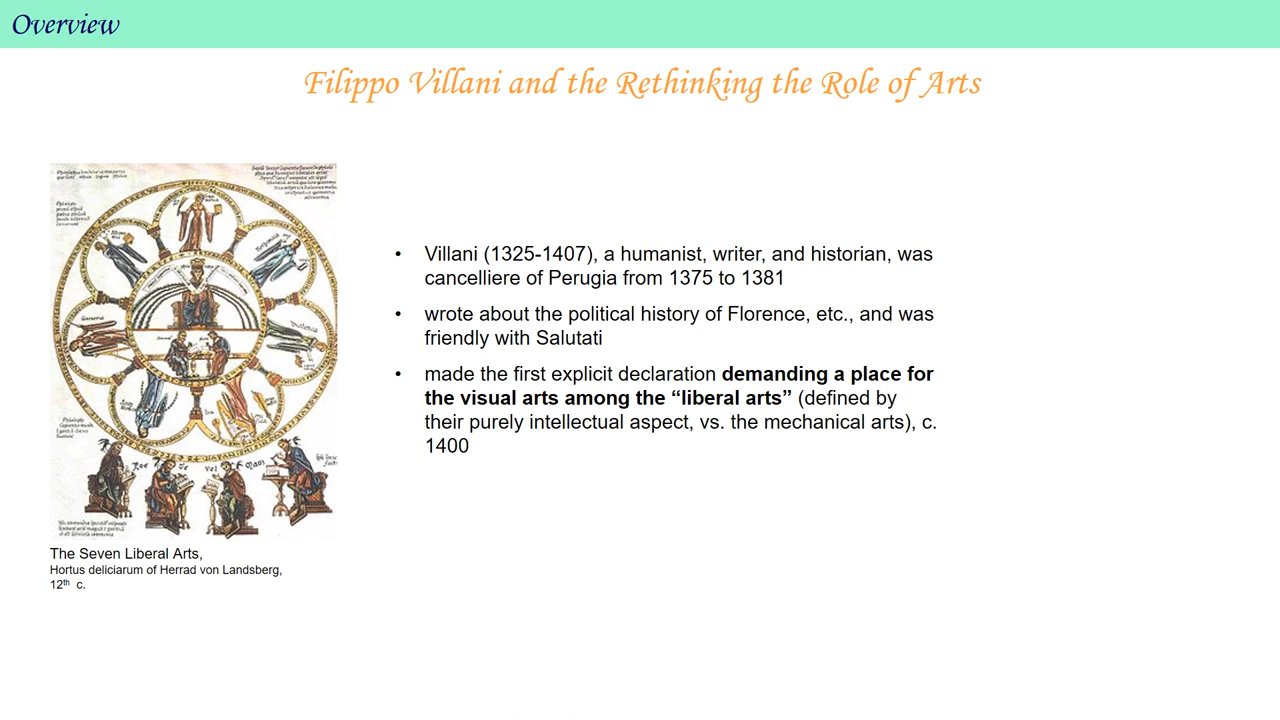 Overview
Filippo Villani and the Rethinking the Role of Arts
• Villani (1325-1407), a humanist, writer, and historian, was
cancelliere of Perugia from 1375 to 1381
• wrote about the political history of Florence, etc., and was
friendly with Salutati
• made the first explicit declaration demanding a place for
the visual arts among the “liberal arts” (defined by
their purely intellectual aspect, vs. the mechanical arts), c.
1400
The Seven Liberal Arts,
Hortus deliciarum of Herrad von Landsberg,
12th c.